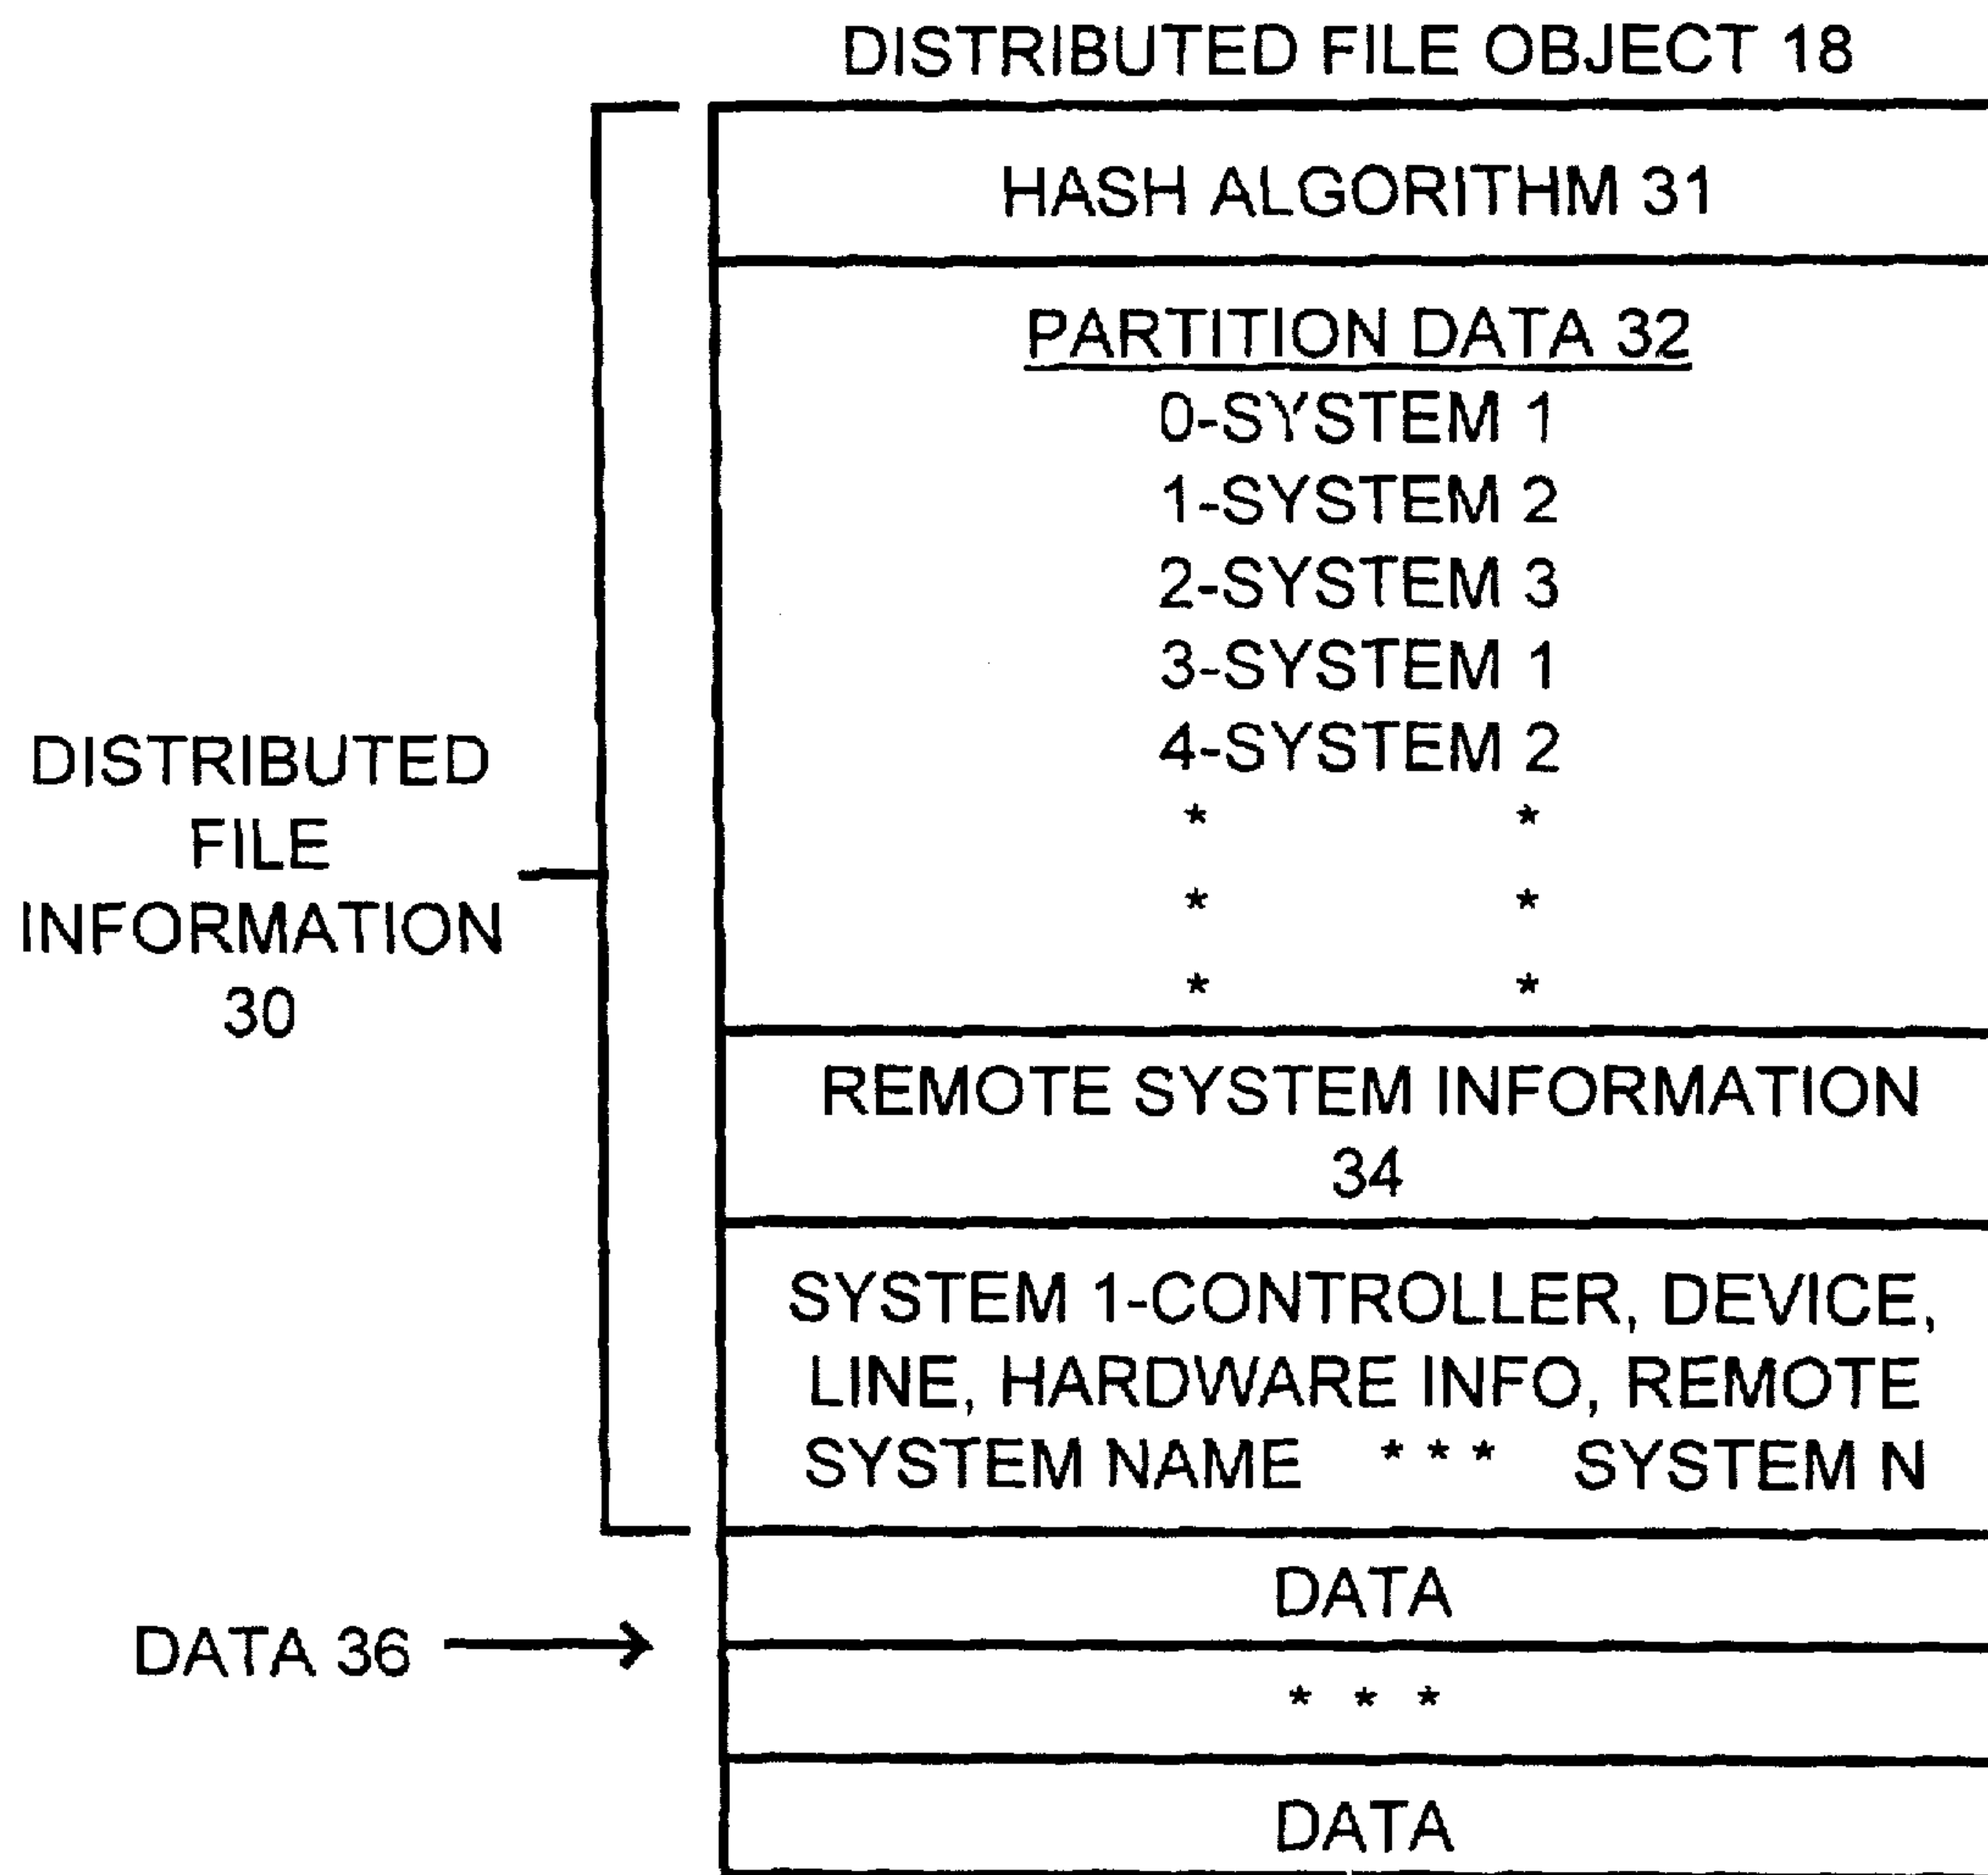 DISTRIBUTED FILE OBJECT 18
HASH ALGORITHM 31
PARTITION DATA 32
0-SYSTEM 1
1-SYSTEM 2
2-SYSTEM 3
3-SYSTEM 1
4-SYSTEM 2
* *
* *
* *
DISTRIBUTED
FILE
INFORMATION
30
REMOTE SYSTEM INFORMATION
34
SYSTEM 1-CONTROLLER, DEVICE,
LINE, HARDWARE INFO, REMOTE
SYSTEM NAME * * * SYSTEM N
DATA
DATA 36
* * *
DATA